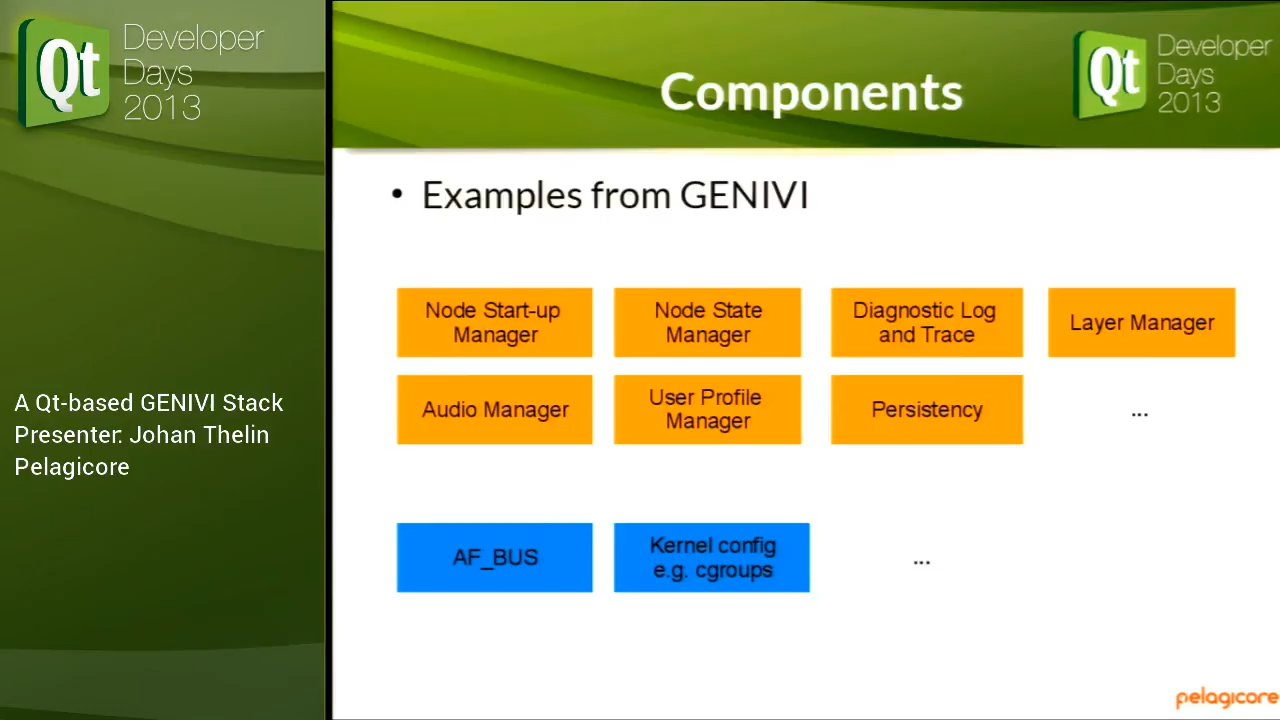 Qt Developer
Days
2013
A Qt-based GENIVI Stack
Presenter: Johan Thelin
Pelagicore
Components
Qt Developer
Days
2013
• Examples from GENIVI
Node Start-up
Manager
Node State
Manager
Diagnostic Log
and Trace
Layer Manager
Audio Manager
User Profile
Manager
Persistency
...
AF_BUS
Kernel config
e.g. cgroups
...
pelagicore